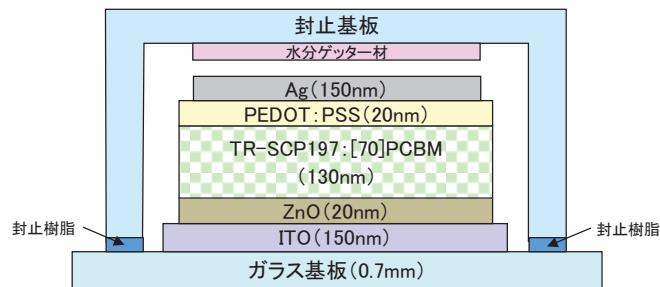 封止基板
水分ゲッター材
Ag(150nm)
PEDOT:PSS(20nm)
TR-SCP197:[70]PCBM
(130nm)
ZnO(20nm)
封止樹脂
ITO(150nm)
封止樹脂
ガラス基板(0.7mm)